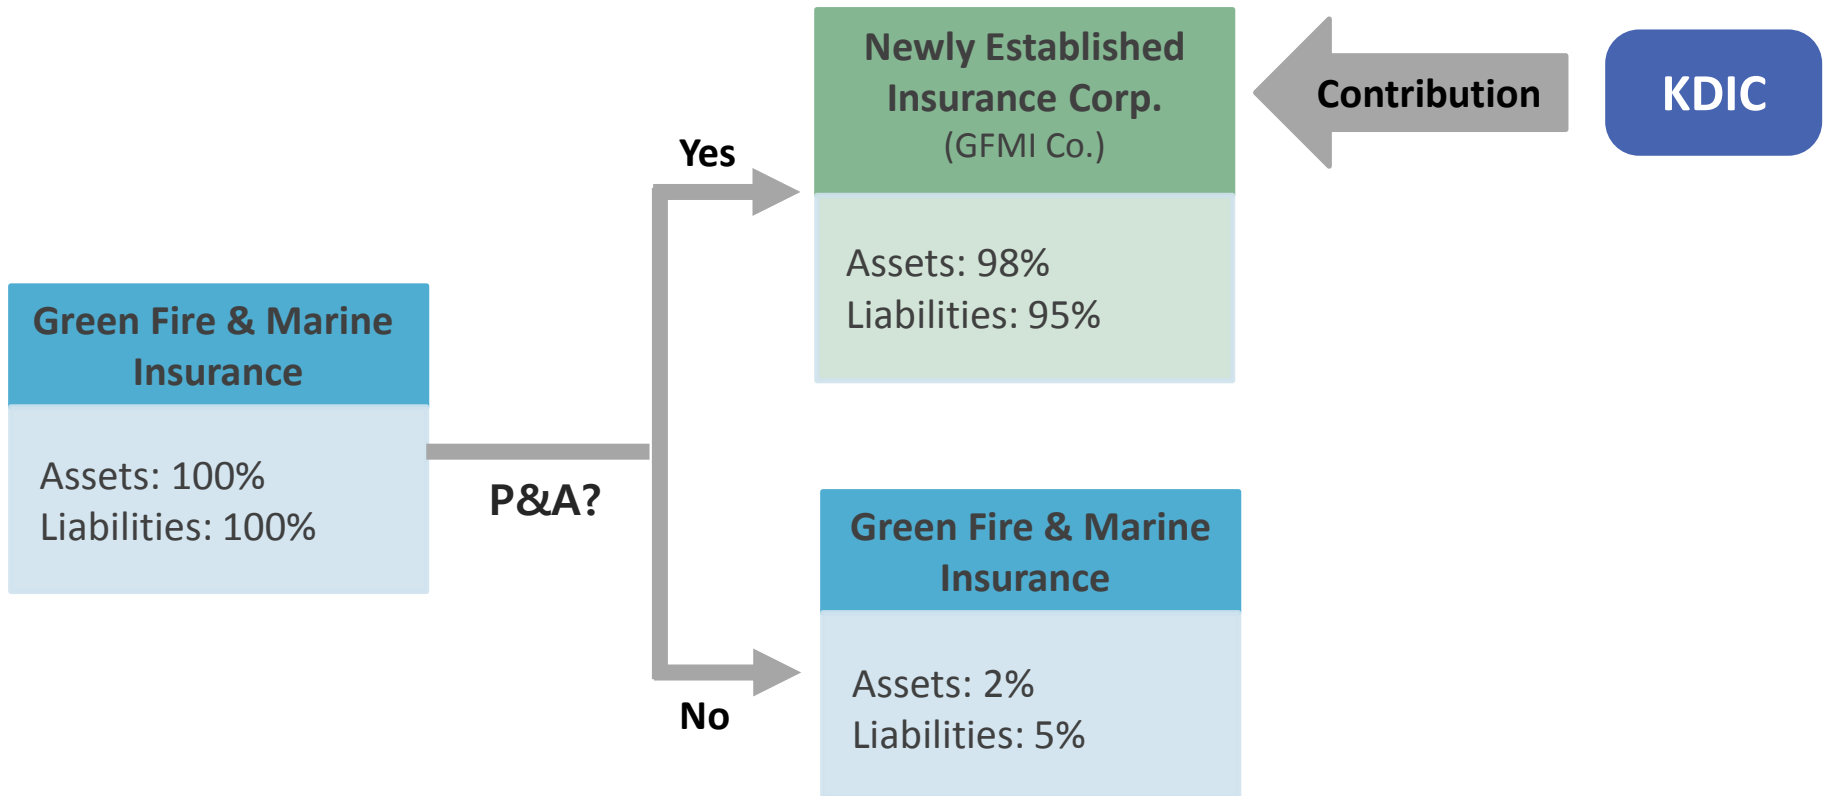 Green Fire & Marine
Insurance
Assets: 100%
Liabilities: 100%
P&A?
Yes
No
Newly Established
Insurance Corp.
(GFMI Co.)
Assets: 98%
Liabilities: 95%
Contribution
KDIC
Green Fire & Marine
Insurance
Assets: 2%
Liabilities: 5%